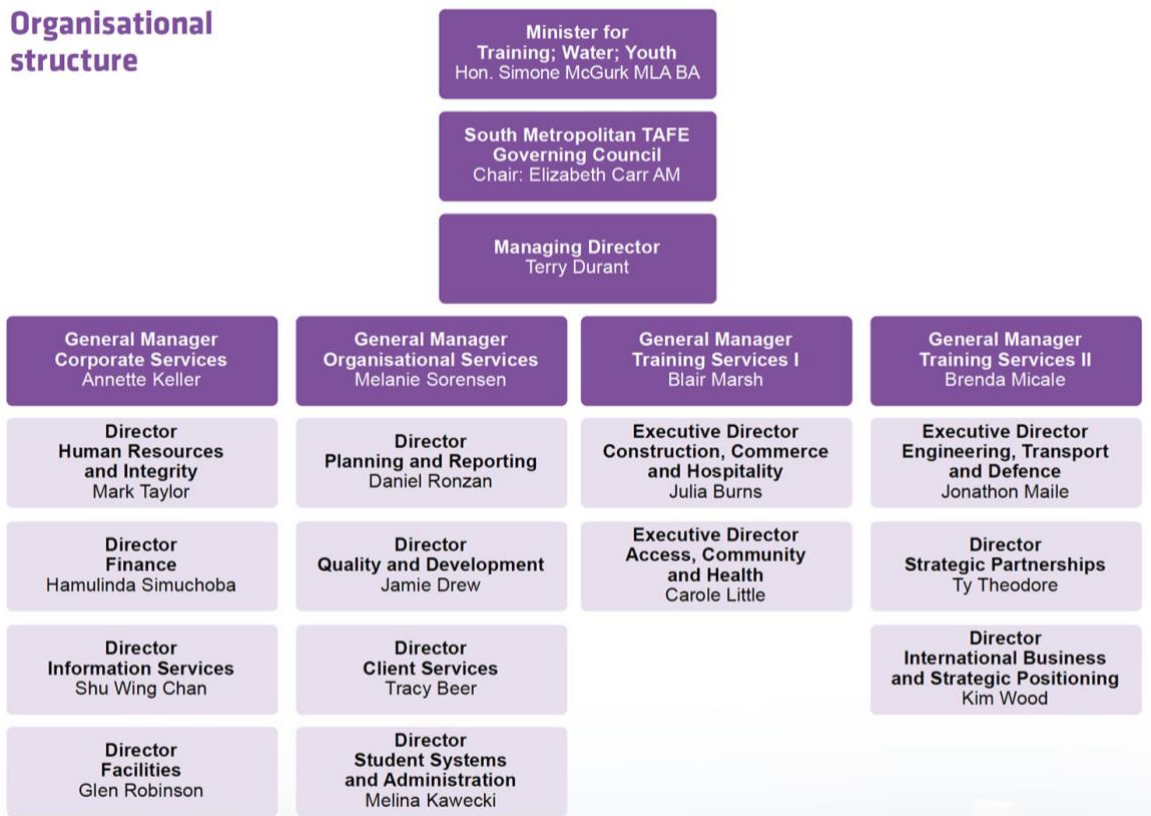 Organisational
structure
Minister for
Training; Water; Youth
Hon. Simone McGurk MLA BA
South Metropolitan TAFE
Governing Council
Chair: Elizabeth Carr AM
Managing Director
Terry Durant
General Manager
Corporate Services
Annette Keller
General Manager
Organisational Services
Melanie Sorensen
General Manager
Training Services I
Blair Marsh
General Manager
Training Services II
Brenda Micale
Director
Human Resources
and Integrity
Mark Taylor
Director
Planning and Reporting
Daniel Ronzan
Executive Director
Construction, Commerce
and Hospitality
Julia Burns
Executive Director
Engineering, Transport
and Defence
Jonathon Maile
Director
Finance
Hamulinda Simuchoba
Director
Quality and Development
Jamie Drew
Executive Director
Access, Community
and Health
Carole Little
Director
Strategic Partnerships
Ty Theodore
Director
Information Services
Shu Wing Chan
Director
Client Services
Tracy Beer
Director
International Business
and Strategic Positioning
Kim Wood
Director
Facilities
Glen Robinson
Director
Student Systems
and Administration
Melina Kawecki